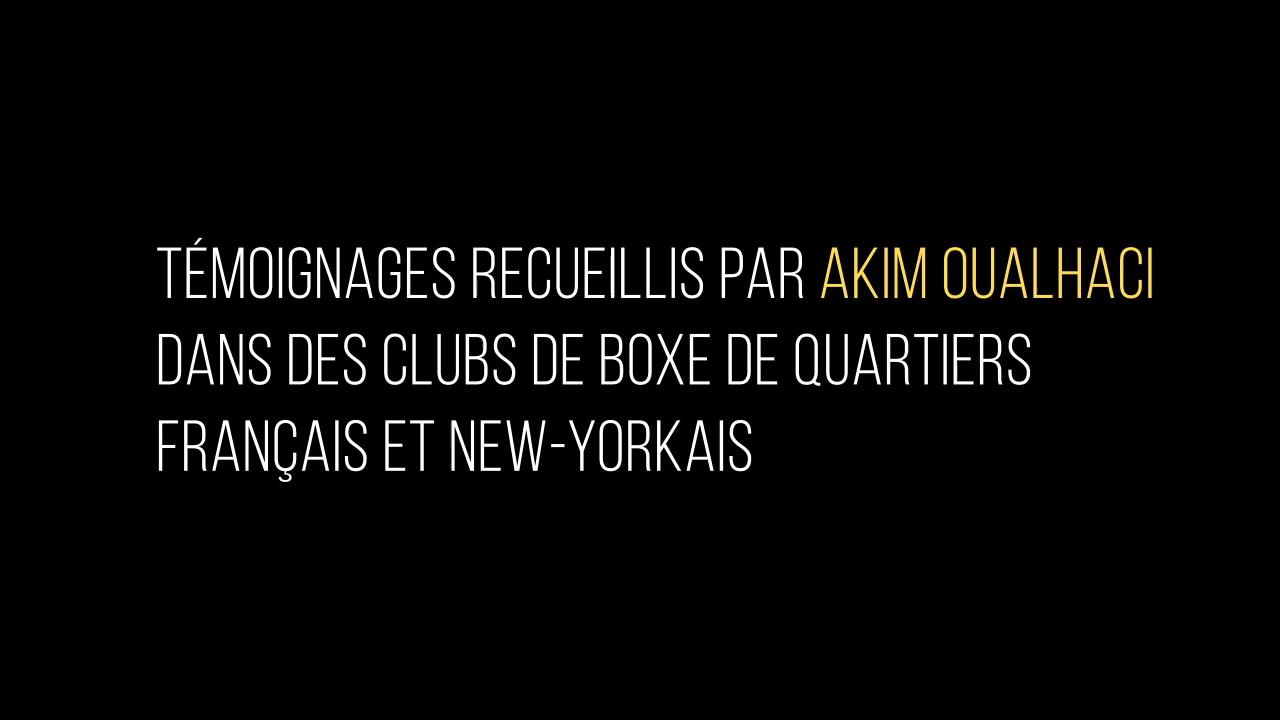 TÉMOIGNAGES RECUEILLIS PAR AKIM OUALHACI
DANS DES CLUBS DE BOXE DE QUARTIERS
FRANÇAIS ET NEW-YORKAIS